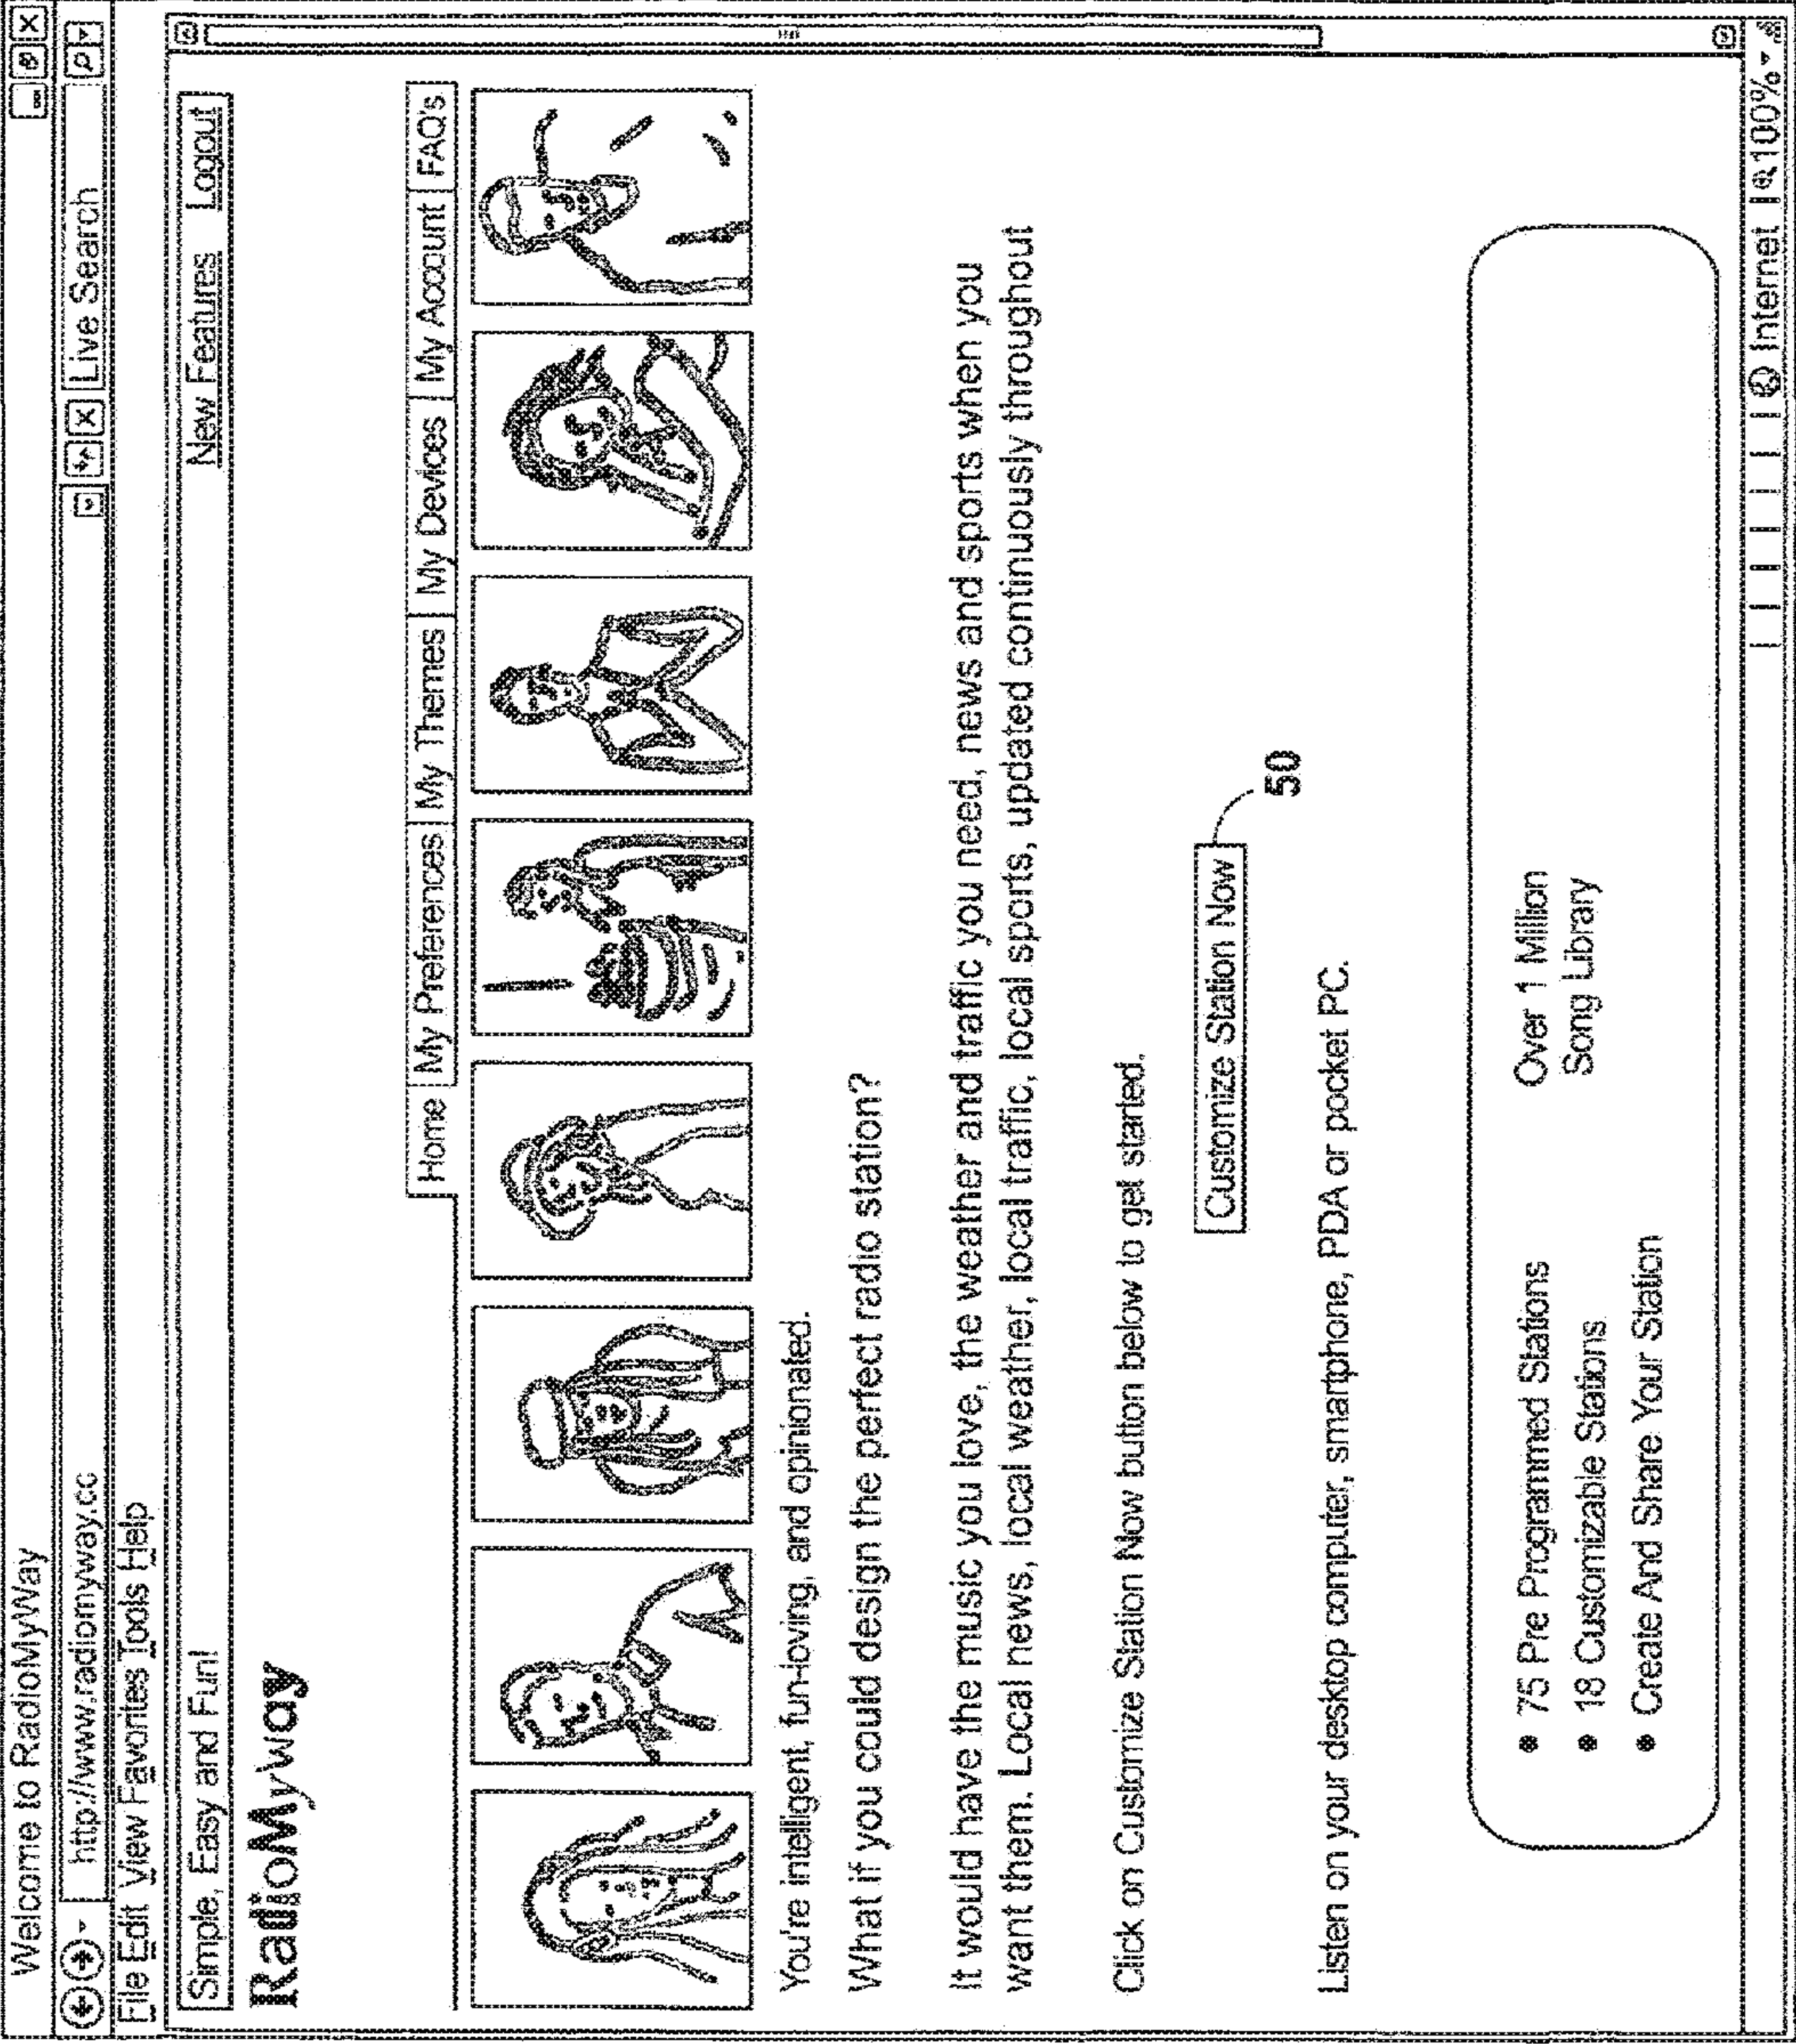 Welcome to RadioMyWay
http://www.radiomyway.cc
Live Search
File Edit View Favorites Tools Help
Simple, Easy and Fun! New Features Logout
RadioMyWay
Home My Preferences My Themes My Devices My Account FAQ's
You're intelligent, fun-loving, and opinionated.
What if you could design the perfect radio station?
It would have the music you love, the weather and traffic you need, news and sports when you
want them. Local news, local weather, local traffic, local sports, updated continuously throughout
Click on Customize Station Now button below to get started.
Customize Station Now
50
Listen on your desktop computer, smartphone, PDA or pocket PC.
• 75 Pre Programmed Stations
• 18 Customizable Stations
• Create And Share Your Station
Over 1 Million
Song Library
Internet 100%